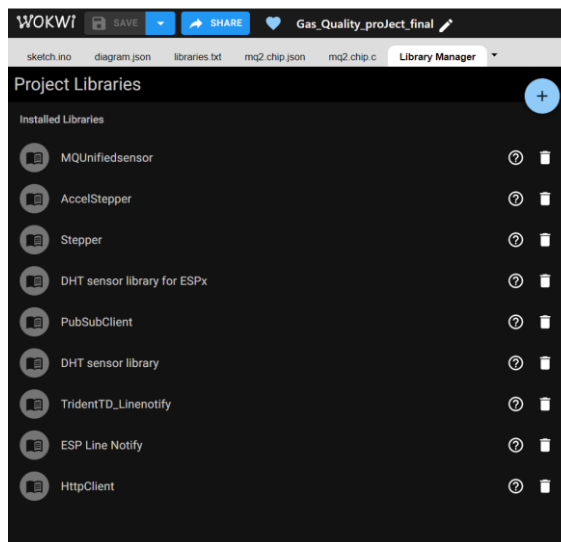 WOKWi SAVE SHARE Gas_Quality_proJect_final
sketch.ino diagram.json libraries.txt mq2.chip.json mq2.chip.c Library Manager
Project Libraries
+
Installed Libraries
MQUnifiedsensor
AccelStepper
Stepper
DHT sensor library for ESPx
PubSubClient
DHT sensor library
TridentTD_Linenotify
ESP Line Notify
HttpClient